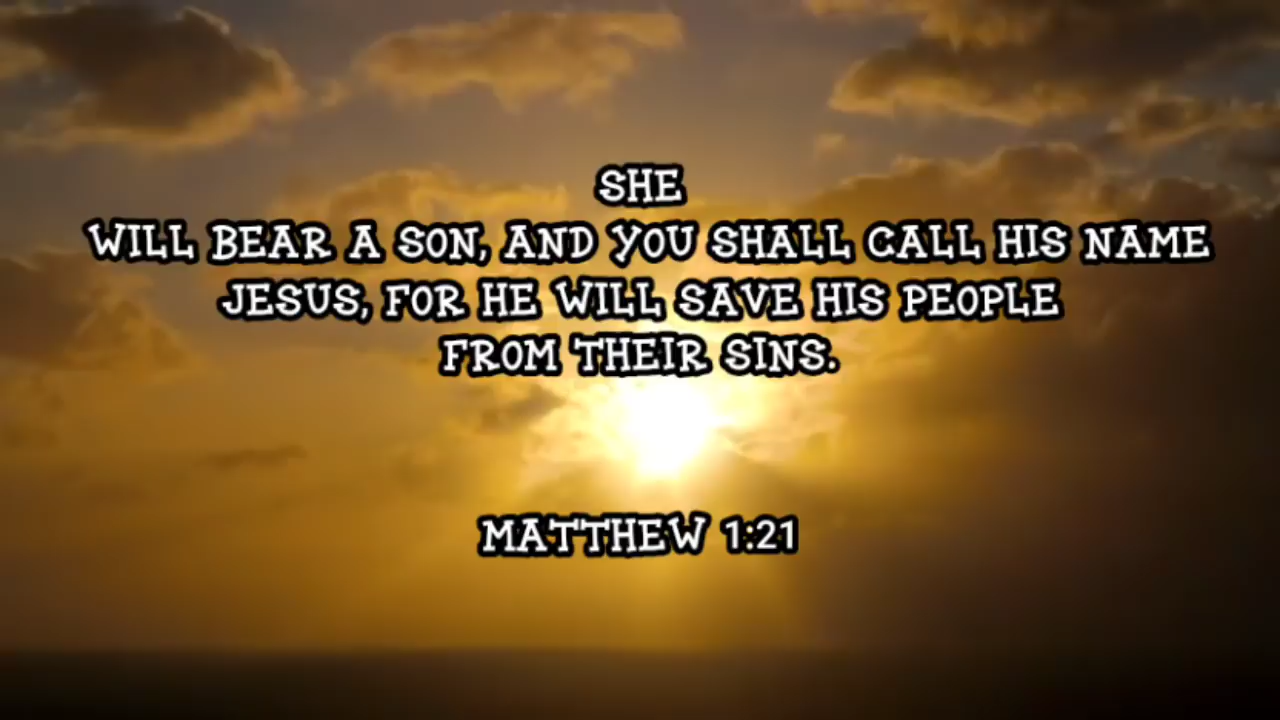 SHE
WILL BEAR A SON, AND YOU SHALL CALL HIS NAME
JESUS, FOR HE WILL SAVE HIS PEOPLE
FROM THEIR SINS.
MATTHEW 1:21